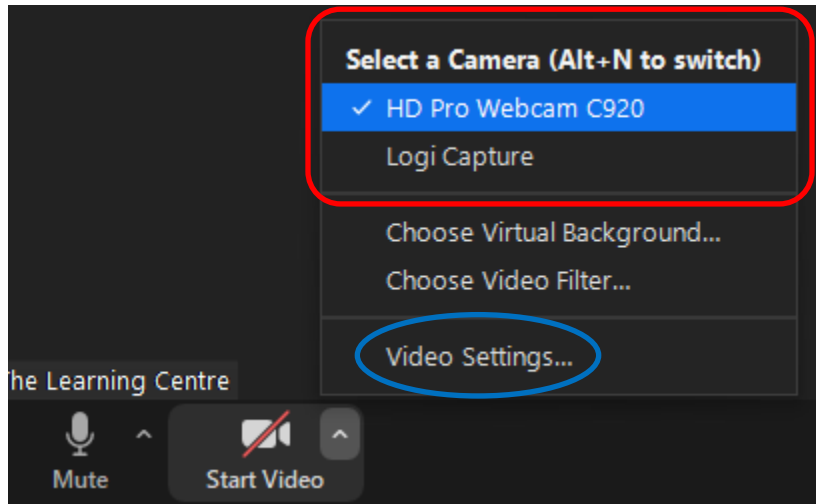 Select a Camera (Alt+N to switch)
HD Pro Webcam C920
Logi Capture
Choose Virtual Background...
Choose Video Filter...
Video Settings...
he Learning Centre
Mute
Start Video